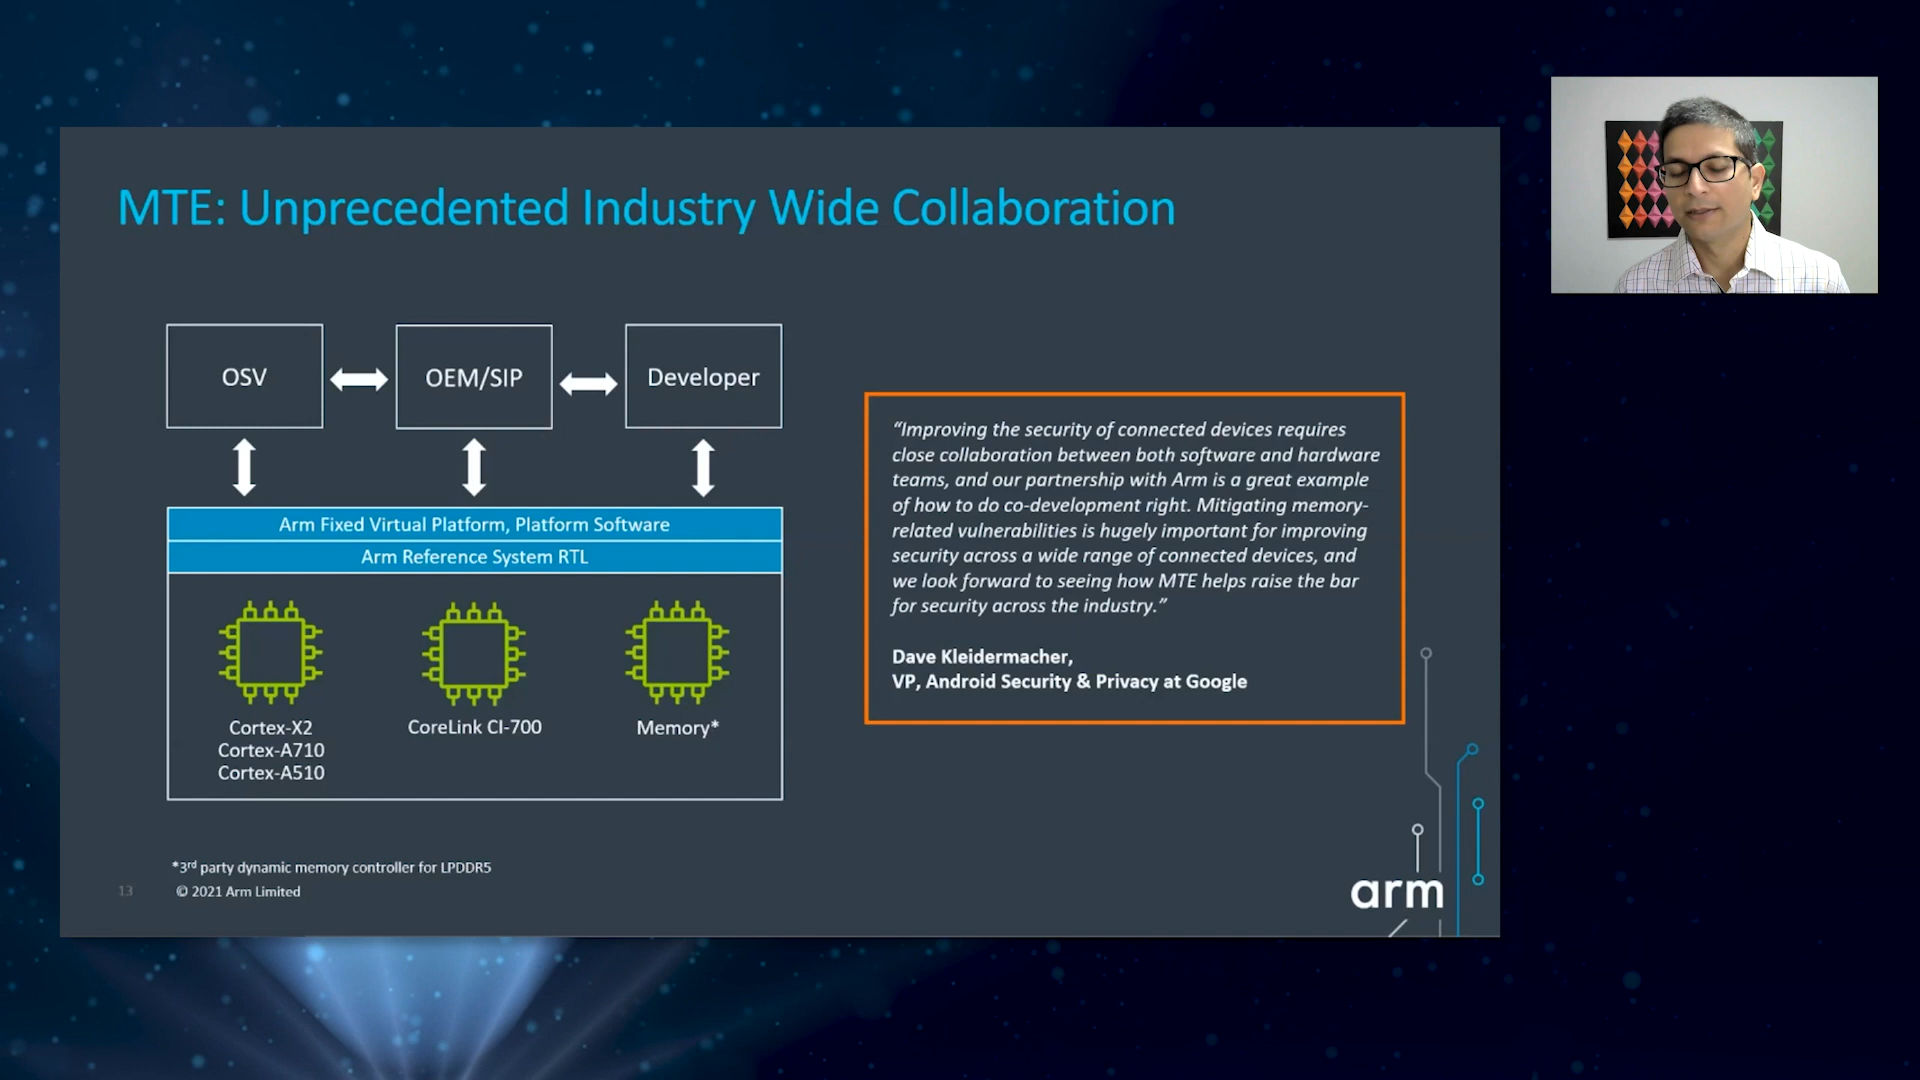 MTE: Unprecedented Industry Wide Collaboration
OSV
OEM/SIP
Developer
Arm Fixed Virtual Platform, Platform Software
Arm Reference System RTL
Cortex-X2
Cortex-A710
Cortex-A510
CoreLink CI-700
Memory*
“Improving the security of connected devices requires
close collaboration between both software and hardware
teams, and our partnership with Arm is a great example
of how to do co-development right. Mitigating memory-
related vulnerabilities is hugely important for improving
security across a wide range of connected devices, and
we look forward to seeing how MTE helps raise the bar
for security across the industry.”
Dave Kleidermacher,
VP, Android Security & Privacy at Google
*3rd party dynamic memory controller for LPDDR5
13
© 2021 Arm Limited
arm